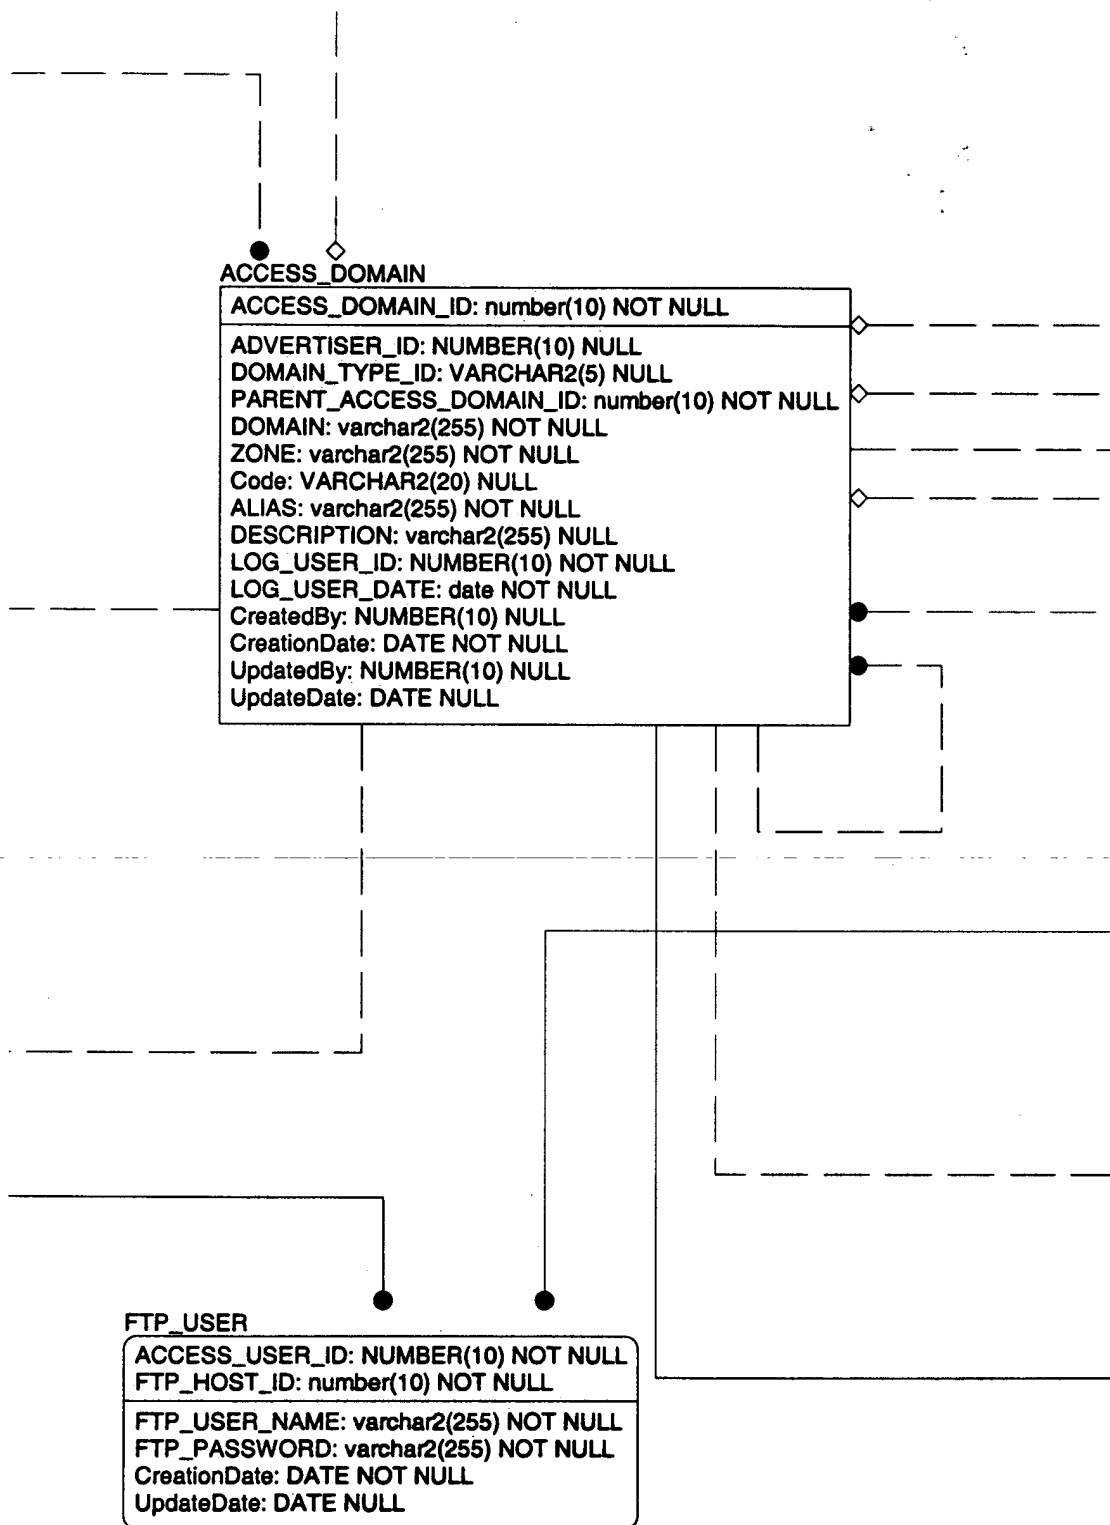 ACCESS_DOMAIN
ACCESS_DOMAIN_ID: number(10) NOT NULL
ADVERTISER_ID: NUMBER(10) NULL
DOMAIN_TYPE_ID: VARCHAR2(5) NULL
PARENT_ACCESS_DOMAIN_ID: number(10) NOT NULL
DOMAIN: varchar2(255) NOT NULL
ZONE: varchar2(255) NOT NULL
Code: VARCHAR2(20) NULL
ALIAS: varchar2(255) NOT NULL
DESCRIPTION: varchar2(255) NULL
LOG_USER_ID: NUMBER(10) NOT NULL
LOG_USER_DATE: date NOT NULL
CreatedBy: NUMBER(10) NULL
CreationDate: DATE NOT NULL
UpdatedBy: NUMBER(10) NULL
UpdateDate: DATE NULL
FTP_USER
ACCESS_USER_ID: NUMBER(10) NOT NULL
FTP_HOST_ID: number(10) NOT NULL
FTP_USER_NAME: varchar2(255) NOT NULL
FTP_PASSWORD: varchar2(255) NOT NULL
CreationDate: DATE NOT NULL
UpdateDate: DATE NULL